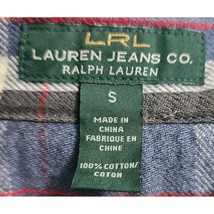 LRL
LAUREN JEANS CO.
RALPH LAUREN
S
MADE IN
CHINA
FABRIQUE EN
CHINE
100% COTTON/
COTON